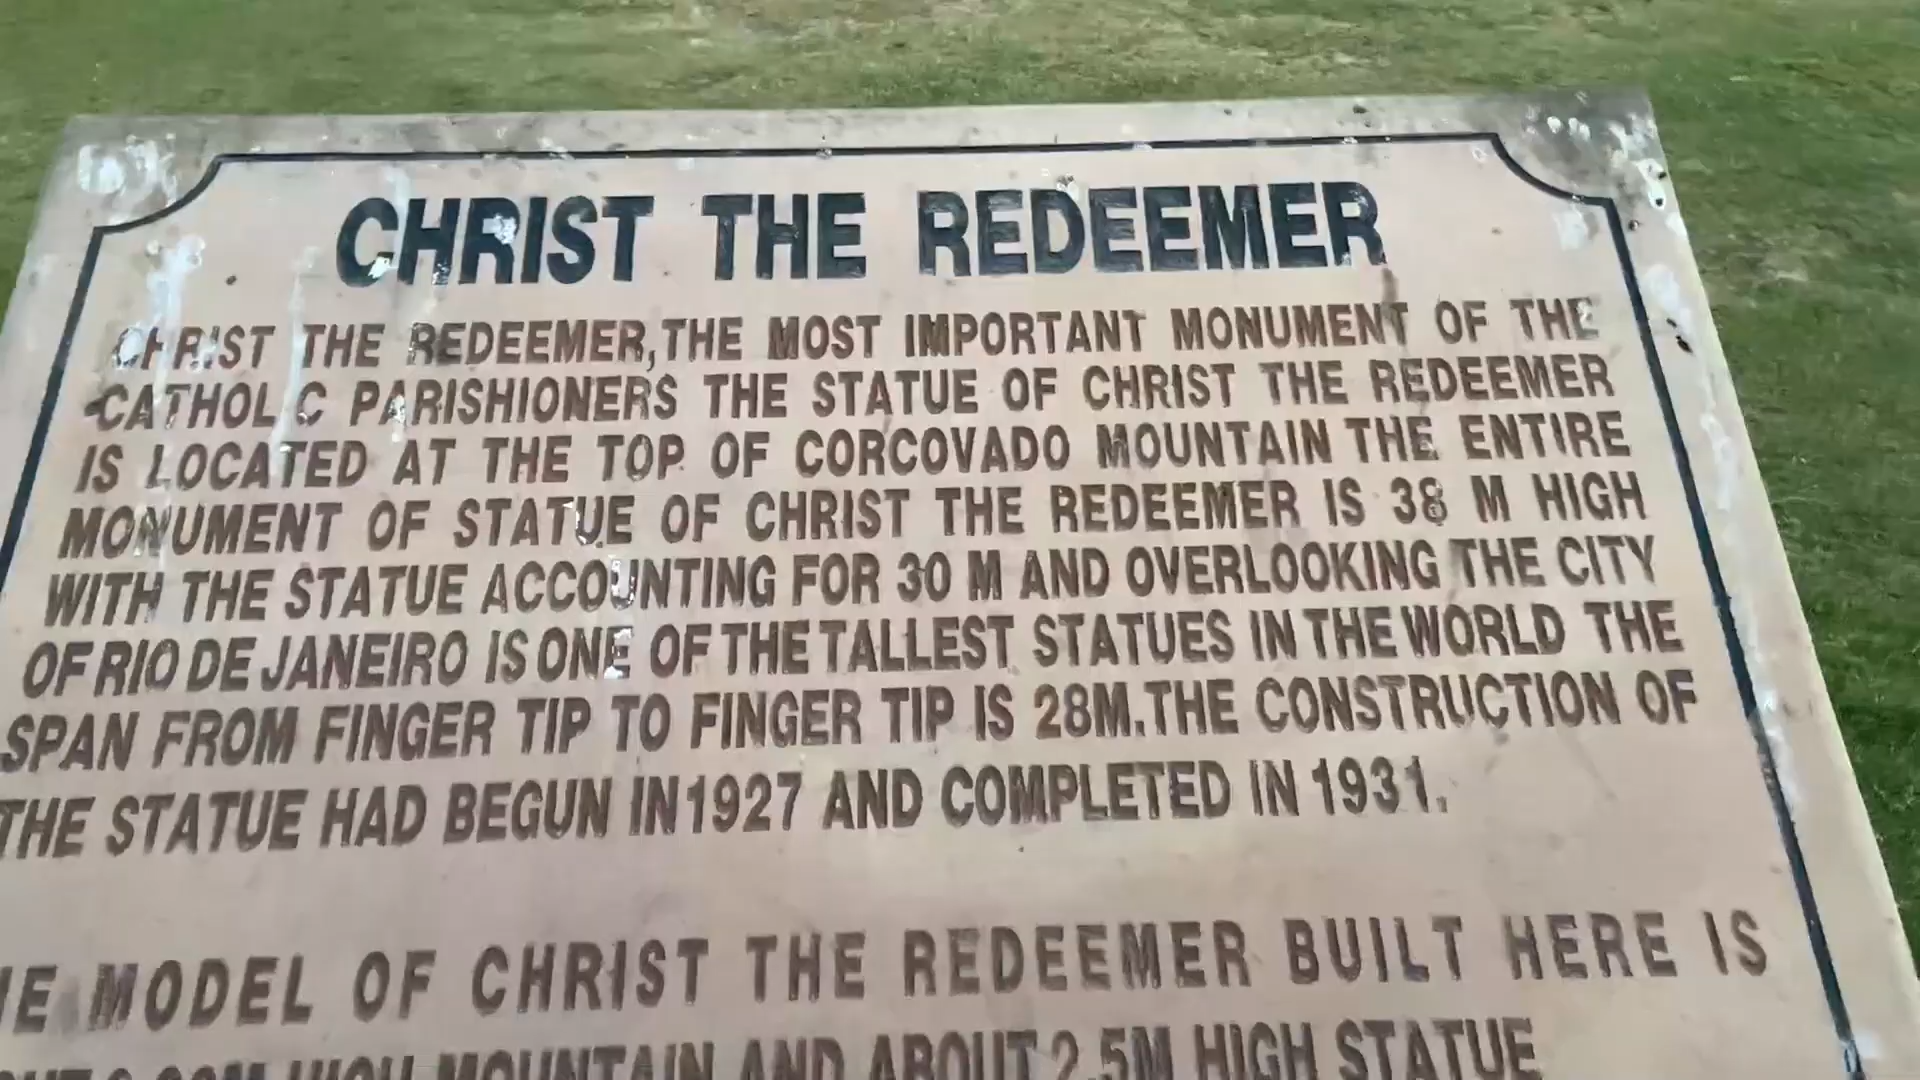 CHRIST THE REDEEMER
CHRIST THE REDEEMER,THE MOST IMPORTANT MONUMENT OF THE
CATHOLIC PARISHIONERS THE STATUE OF CHRIST THE REDEEMER
IS LOCATED AT THE TOP OF CORCOVADO MOUNTAIN THE ENTIRE
MONUMENT OF STATUE OF CHRIST THE REDEEMER IS 38 M HIGH
WITH THE STATUE ACCOUNTING FOR 30 M AND OVERLOOKING THE CITY
OF RIO DE JANEIRO IS ONE OF THE TALLEST STATUES IN THE WORLD THE
SPAN FROM FINGER TIP TO FINGER TIP IS 28M.THE CONSTRUCTION OF
THE STATUE HAD BEGUN IN 1927 AND COMPLETED IN 1931.
MODEL OF CHRIST THE REDEEMER BUILT HERE IS
HIGH MOUNTAIN AND ABOUT 2.5M HIGH STATUE